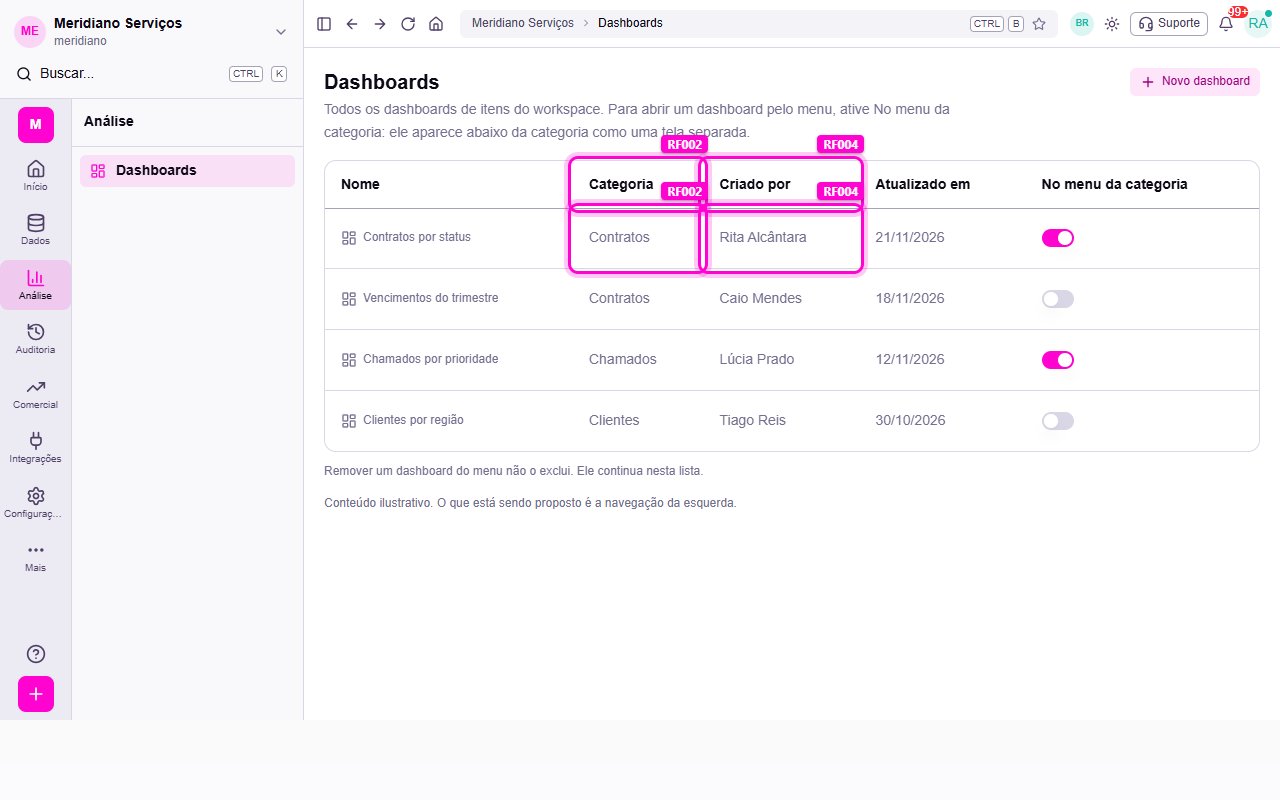 ME
Meridiano Serviços
meridiano
Buscar...
CTRL K
M
Início
Dados
Análise
Auditoria
Comercial
Integrações
Configuraç...
Mais
Análise
Dashboards
Meridiano Serviços > Dashboards
CTRL B
BR
Suporte
99+
RA
Dashboards
Novo dashboard
Todos os dashboards de itens do workspace. Para abrir um dashboard pelo menu, ative No menu da
categoria: ele aparece abaixo da categoria como uma tela separada.
RF002 RF004
Nome Categoria Criado por Atualizado em No menu da categoria
RF002 RF004
Contratos por status Contratos Rita Alcântara 21/11/2026
Vencimentos do trimestre Contratos Caio Mendes 18/11/2026
Chamados por prioridade Chamados Lúcia Prado 12/11/2026
Clientes por região Clientes Tiago Reis 30/10/2026
Remover um dashboard do menu não o exclui. Ele continua nesta lista.
Conteúdo ilustrativo. O que está sendo proposto é a navegação da esquerda.